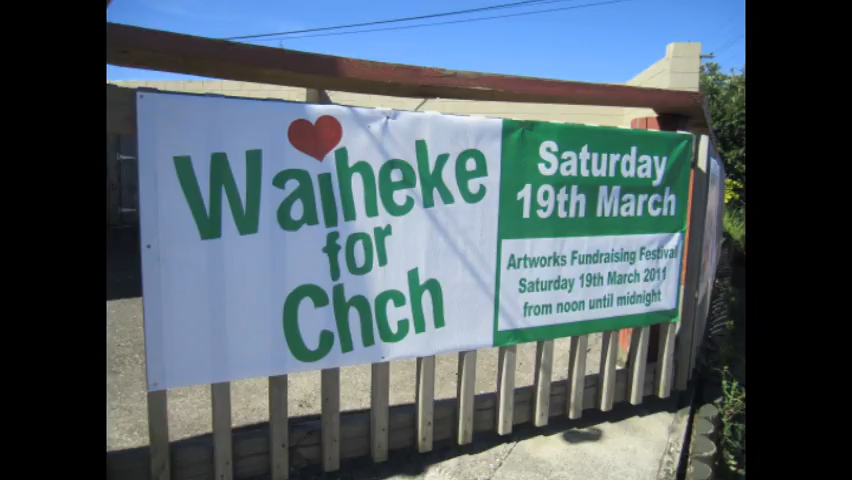 Waiheke
for
Chch
Saturday
19th March
Artworks Fundraising Festival
Saturday 19th March 2011
from noon until midnight